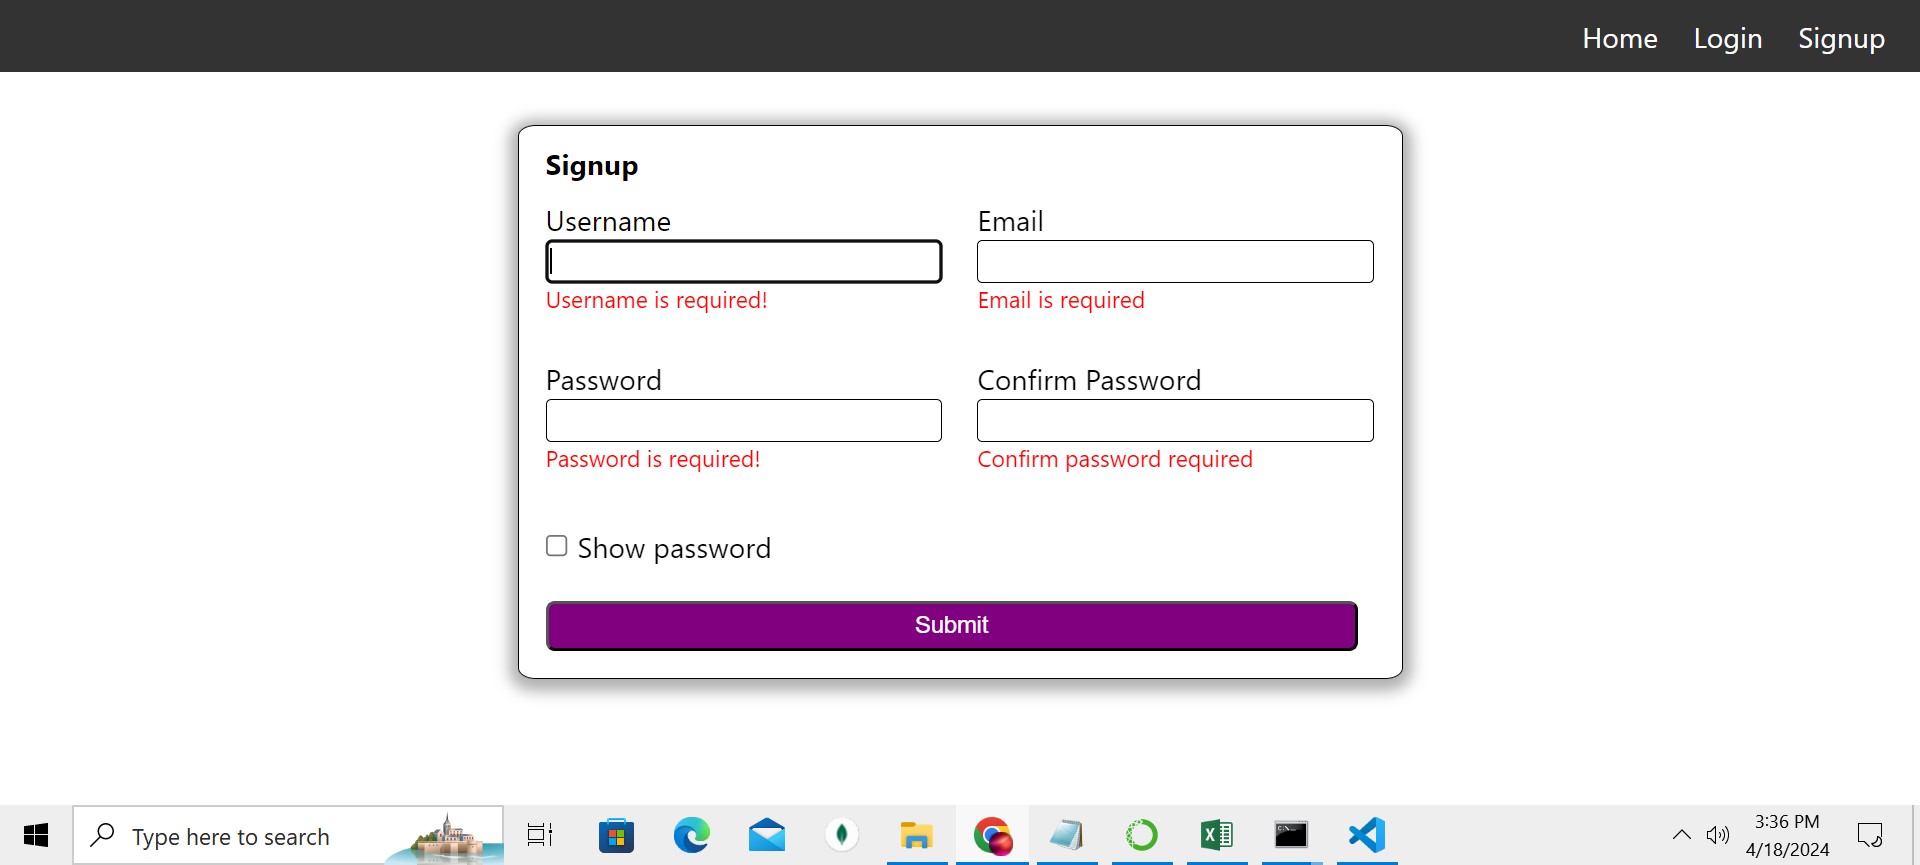 Home Login Signup
Signup
Username Email
Username is required! Email is required
Password Confirm Password
Password is required! Confirm password required
Show password
Submit
Type here to search
3:36 PM
4/18/2024